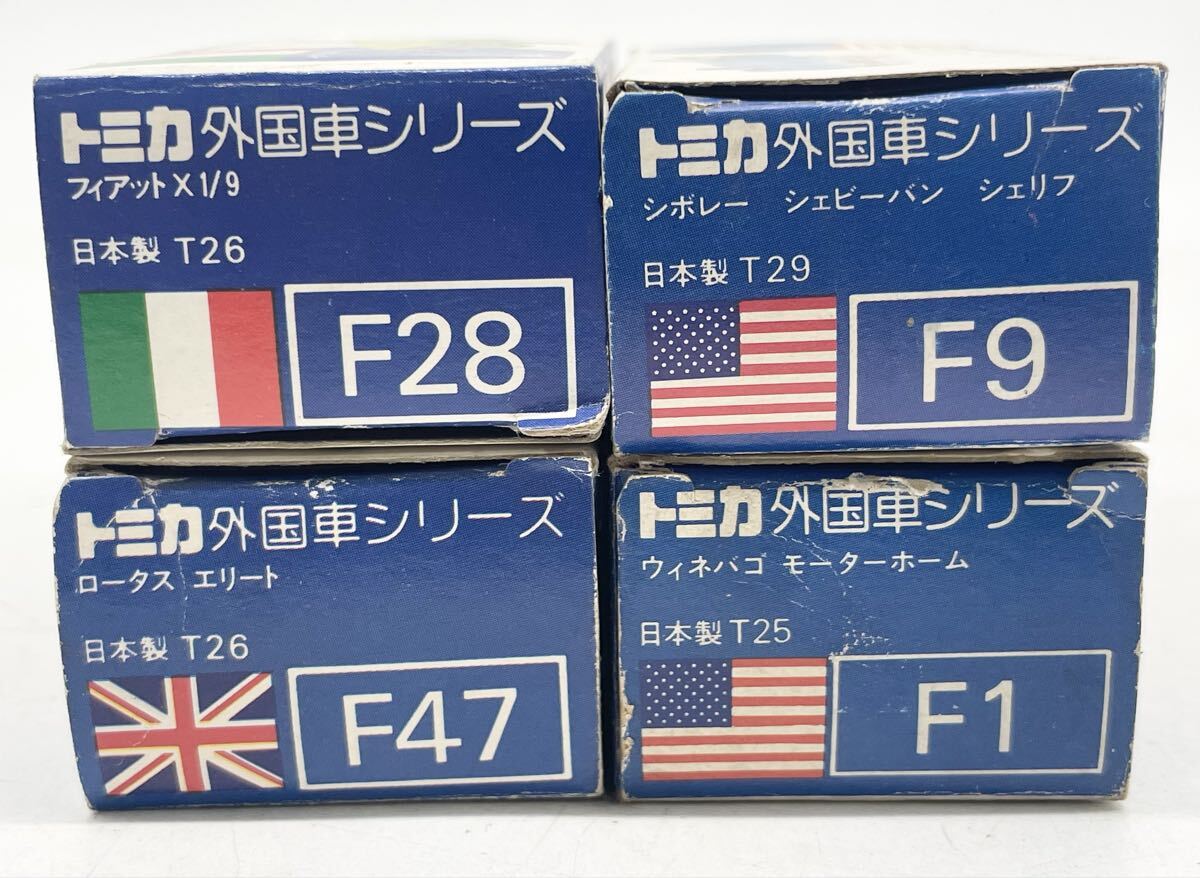 トミカ外国車シリーズ
フィアットX1/9
日本製 T26
F28
トミカ外国車シリーズ
シボレー シェビーバン シェリフ
日本製 T29
F9
トミカ外国車シリーズ
ロータス エリート
日本製 T26
F47
トミカ外国車シリーズ
ウィネバゴ モーターホーム
日本製 T25
F1